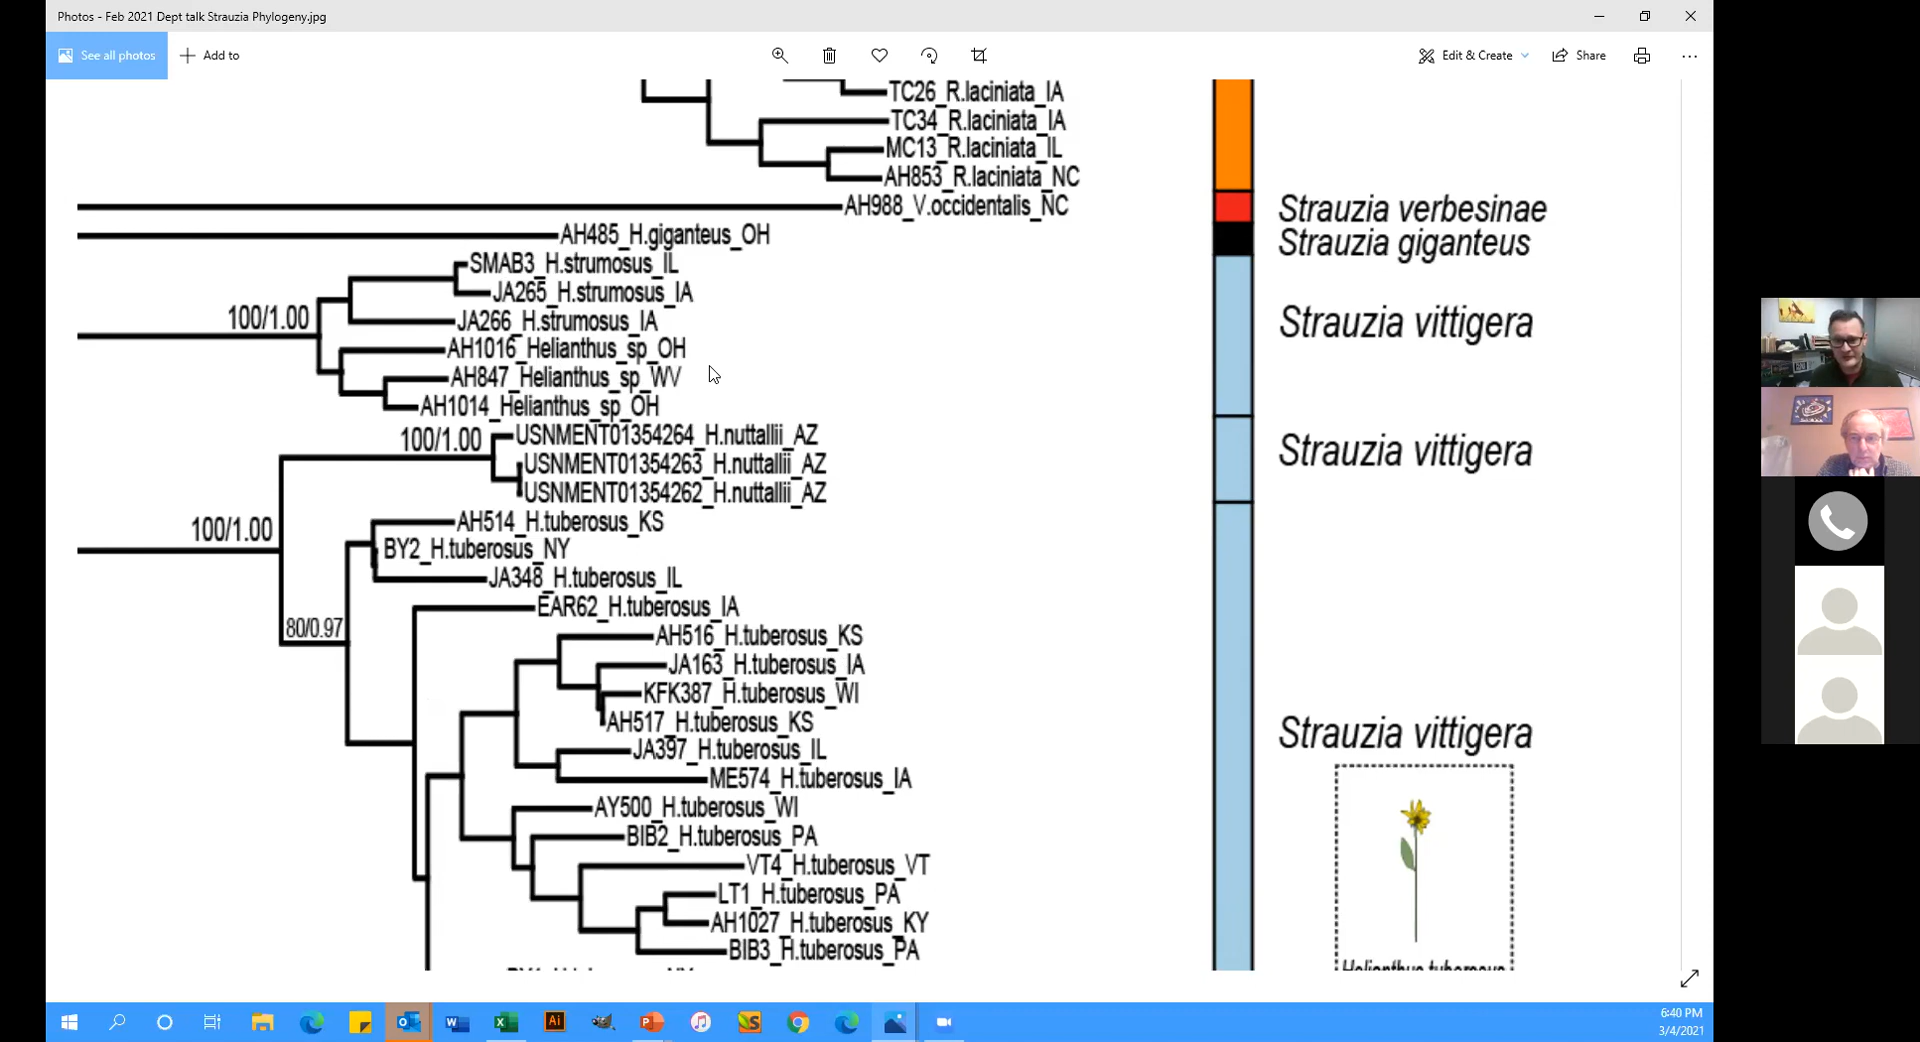 Photos - Feb 2021 Dept talk Strauzia Phylogeny.jpg
See all photos
Add to
Edit & Create
Share
TC26_R.laciniata_IA
TC34_R.laciniata_IA
MC13_R.laciniata_IL
AH853_R.laciniata_NC
AH988_V.occidentalis_NC
Strauzia verbesinae
AH485_H.giganteus_OH
Strauzia giganteus
SMAB3_H.strumosus_IL
JA265_H.strumosus_IA
100/1.00
JA266_H.strumosus_IA
Strauzia vittigera
AH1016_Helianthus_sp_OH
AH847_Helianthus_sp_WV
AH1014_Helianthus_sp_OH
100/1.00
USNMENT01354264_H.nuttallii_AZ
Strauzia vittigera
USNMENT01354263_H.nuttallii_AZ
USNMENT01354262_H.nuttallii_AZ
100/1.00
AH514_H.tuberosus_KS
BY2_H.tuberosus_NY
JA348_H.tuberosus_IL
EAR62_H.tuberosus_IA
80/0.97
AH516_H.tuberosus_KS
JA163_H.tuberosus_IA
KFK387_H.tuberosus_WI
AH517_H.tuberosus_KS
Strauzia vittigera
JA397_H.tuberosus_IL
ME574_H.tuberosus_IA
AY500_H.tuberosus_WI
BIB2_H.tuberosus_PA
VT4_H.tuberosus_VT
LT1_H.tuberosus_PA
AH1027_H.tuberosus_KY
BIB3_H.tuberosus_PA
Helianthus tuberosus
6:40 PM
3/4/2021